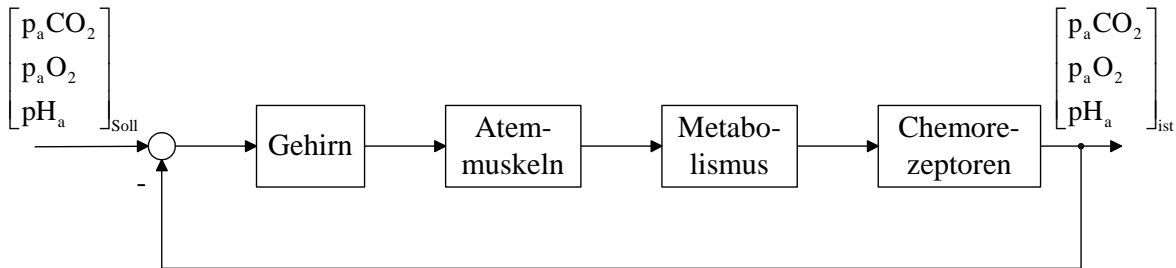 p_aCO_2
p_aO_2
pH_a
Soll
-
Gehirn
Atem-
muskeln
Metabo-
lismus
Chemore-
zeptoren
p_aCO_2
p_aO_2
pH_a
ist